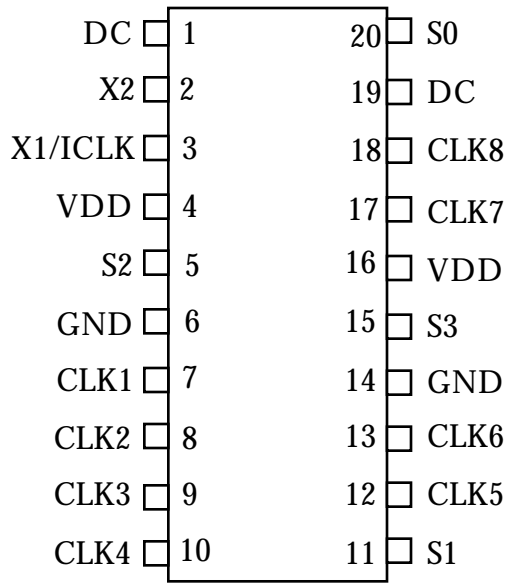 DC 1 20 S0
X2 2 19 DC
X1/ICLK 3 18 CLK8
VDD 4 17 CLK7
S2 5 16 VDD
GND 6 15 S3
CLK1 7 14 GND
CLK2 8 13 CLK6
CLK3 9 12 CLK5
CLK4 10 11 S1